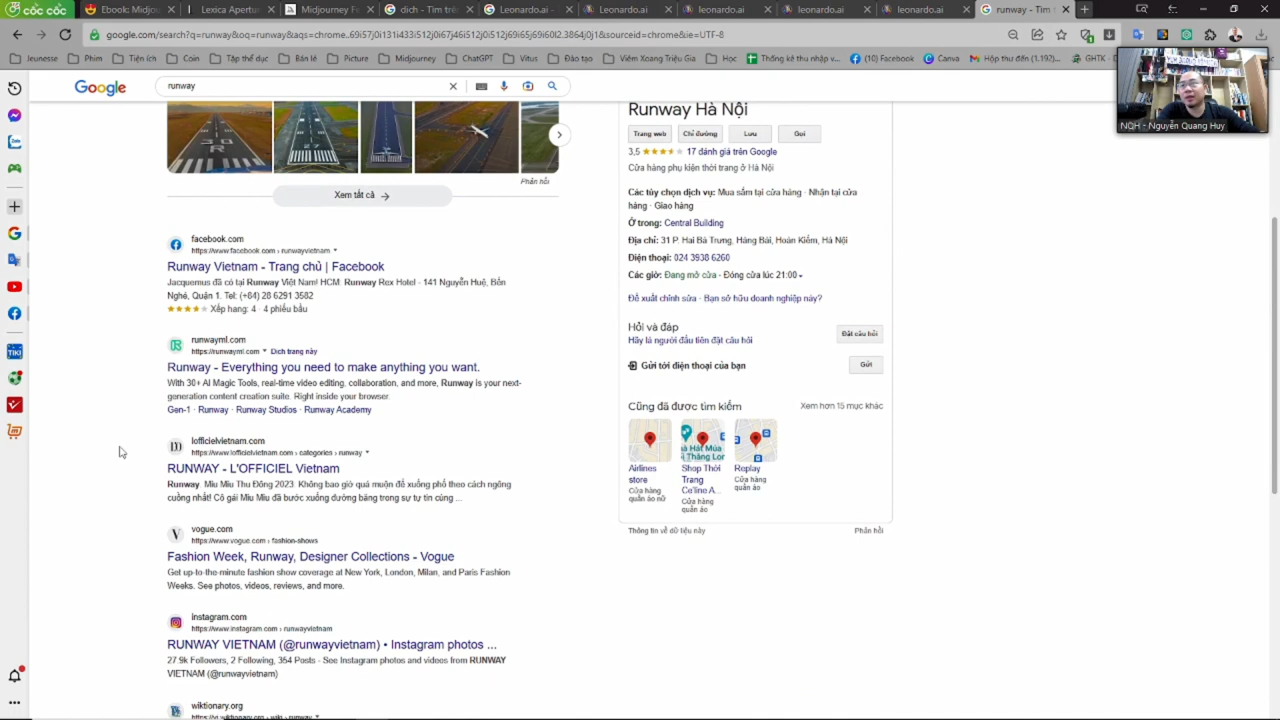 Ebook: Midjo
Lexica Apertu
Midjourney Fe
dich - Tìm trê
Leonardo.ai -
leonardo.ai
leonardo.ai
leonardo.ai
leonardo.ai
runway - Tìm
google.com/search?q=runway&oq=runway&aqs=chrome..69i57j0i131i433i512j0i67j46i512j0i512j69i65j69i60l2.3864j0j1&sourceid=chrome&ie=UTF-8
Jeunesse
Phim
Tiện ích
Coin
Tập thể dục
Bán lẻ
Picture
Midjourney
ChatGPT
Vitus
Đào tạo
Viêm Xoang Triệu Gia
Học
Thống kê thu nhập v...
(10) Facebook
Canva
Hộp thư đến (1.192...
GHTK - 
NQH - Nguyễn Quang Huy
Google
runway
Phản hồi
Xem tất cả →
facebook.com
https://www.facebook.com › runwayvietnam
Runway Vietnam - Trang chủ | Facebook
Jacquemus đã có tại Runway Việt Nam! HCM. Runway Rex Hotel - 141 Nguyễn Huệ, Bến
Nghé, Quận 1. Tel: (+84) 28 6291 3582
Xếp hạng: 4 · 4 phiếu bầu
runwayml.com
https://runwayml.com Dịch trang này
Runway - Everything you need to make anything you want.
With 30+ AI Magic Tools, real-time video editing, collaboration, and more, Runway is your next-
generation content creation suite. Right inside your browser.
Gen-1 · Runway · Runway Studios · Runway Academy
lofficielvietnam.com
https://www.lofficielvietnam.com › categories › runway
RUNWAY - L'OFFICIEL Vietnam
Runway. Miu Miu Thu Đông 2023: Không bao giờ quá muộn để xuống phố theo cách ngông
cuồng nhất! Cô gái Miu Miu đã bước xuống đường băng trong sự tự tin cùng ...
vogue.com
https://www.vogue.com › fashion-shows
Fashion Week, Runway, Designer Collections - Vogue
Get up-to-the-minute fashion show coverage at New York, London, Milan, and Paris Fashion
Weeks. See photos, videos, reviews, and more.
instagram.com
https://www.instagram.com › runwayvietnam
RUNWAY VIETNAM (@runwayvietnam) • Instagram photos ...
27.9k Followers, 2 Following, 354 Posts - See Instagram photos and videos from RUNWAY
VIETNAM (@runwayvietnam)
wiktionary.org
https://vi.wiktionary.org › wiki › runway
Runway Hà Nội
Trang web
Chỉ đường
Lưu
Gọi
3,5 17 đánh giá trên Google
Cửa hàng phụ kiện thời trang ở Hà Nội
Các tùy chọn dịch vụ: Mua sắm tại cửa hàng · Nhận tại cửa
hàng · Giao hàng
Ở trong: Central Building
Địa chỉ: 31 P. Hai Bà Trưng, Hàng Bài, Hoàn Kiếm, Hà Nội
Điện thoại: 024 3938 6260
Các giờ: Đang mở cửa · Đóng cửa lúc 21:00
Đề xuất chỉnh sửa · Bạn sở hữu doanh nghiệp này?
Hỏi và đáp
Hãy là người đầu tiên đặt câu hỏi
Đặt câu hỏi
Gửi tới điện thoại của bạn
Gửi
Cũng đã được tìm kiếm
Xem hơn 15 mục khác
Airlines
store
Cửa hàng
quần áo nữ
Shop Thời
Trang
Ce'line A...
Cửa hàng
quần áo
Replay
Cửa hàng
quần áo
Thông tin về dữ liệu này
Phản hồi
TIKI